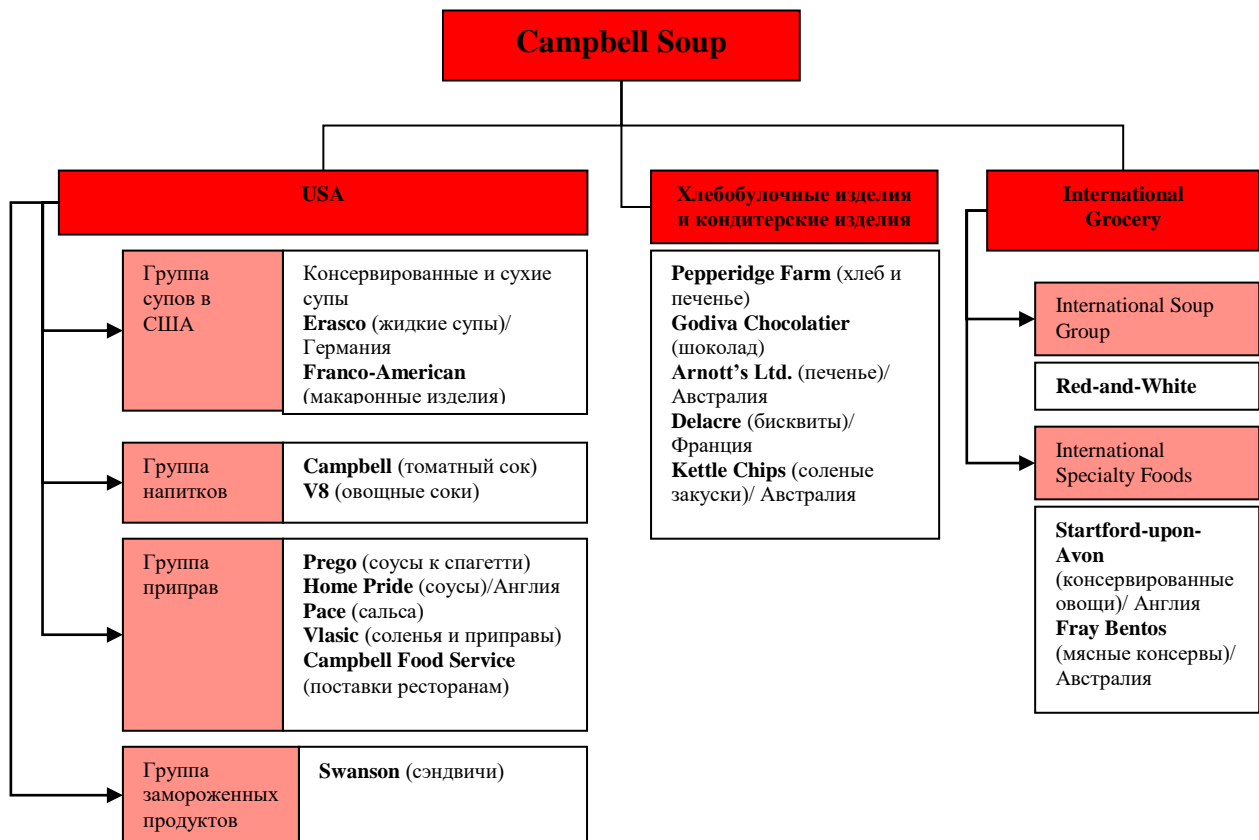 Campbell Soup
USA
Группа
супов в
США
Консервированные и сухие
супы
Erasco (жидкие супы)/
Германия
Franco-American
(макаронные изделия)
Группа
напитков
Campbell (томатный сок)
V8 (овощные соки)
Группа
приправ
Prego (соусы к спагетти)
Home Pride (соусы)/Англия
Pace (сальса)
Vlasic (соленья и приправы)
Campbell Food Service
(поставки ресторанам)
Группа
замороженных
продуктов
Swanson (сэндвичи)
Хлебобулочные изделия
и кондитерские изделия
Pepperidge Farm (хлеб и
печенье)
Godiva Chocolatier
(шоколад)
Arnott’s Ltd. (печенье)/
Австралия
Delacre (бисквиты)/
Франция
Kettle Chips (соленые
закуски)/ Австралия
International
Grocery
International Soup
Group
Red-and-White
International
Specialty Foods
Startford-upon-
Avon
(консервированные
овощи)/ Англия
Fray Bentos
(мясные консервы)/
Австралия